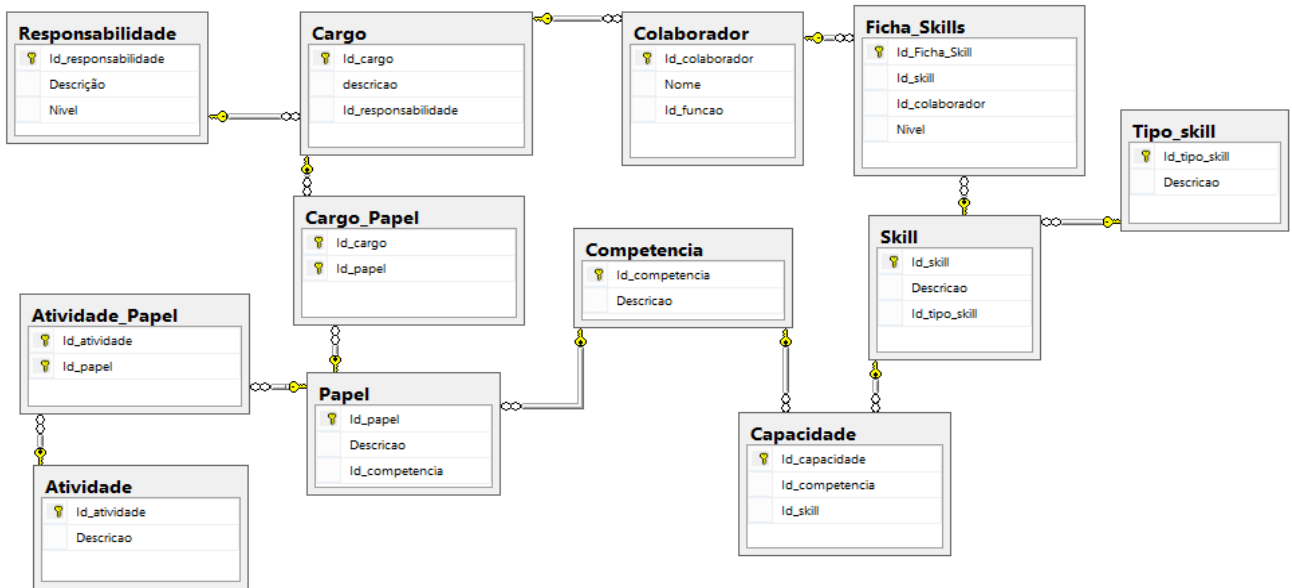 Responsabilidade
Id_responsabilidade
Descrição
Nivel
Cargo
Id_cargo
descricao
Id_responsabilidade
Colaborador
Id_colaborador
Nome
Id_funcao
Ficha_Skills
Id_Ficha_Skill
Id_skill
Id_colaborador
Nivel
Tipo_skill
Id_tipo_skill
Descricao
Cargo_Papel
Id_cargo
Id_papel
Competencia
Id_competencia
Descricao
Skill
Id_skill
Descricao
Id_tipo_skill
Atividade_Papel
Id_atividade
Id_papel
Papel
Id_papel
Descricao
Id_competencia
Capacidade
Id_capacidade
Id_competencia
Id_skill
Atividade
Id_atividade
Descricao